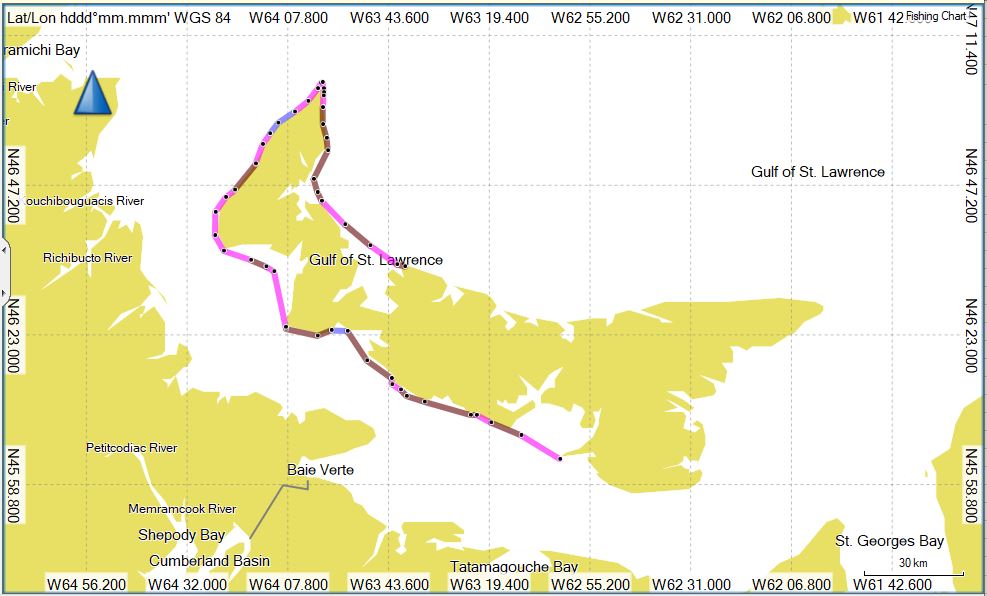 Lat/Lon hddd°mm.mmm' WGS 84
W64 07.800
W63 43.600
W63 19.400
W62 55.200
W62 31.000
W62 06.800
W61 42
Fishing Chart
N47 11.400
ramichi Bay
i River
er
N46 47.200
N46 47.200
Gulf of St. Lawrence
ouchibouguacis River
Richibucto River
Gulf of St. Lawrence
N46 23.000
N46 23.000
Petitcodiac River
Baie Verte
N45 58.800
N45 58.800
Memramcook River
Shepody Bay
St. Georges Bay
Cumberland Basin
Tatamagouche Bay
30 km
W64 56.200
W64 32.000
W64 07.800
W63 43.600
W63 19.400
W62 55.200
W62 31.000
W62 06.800
W61 42.600